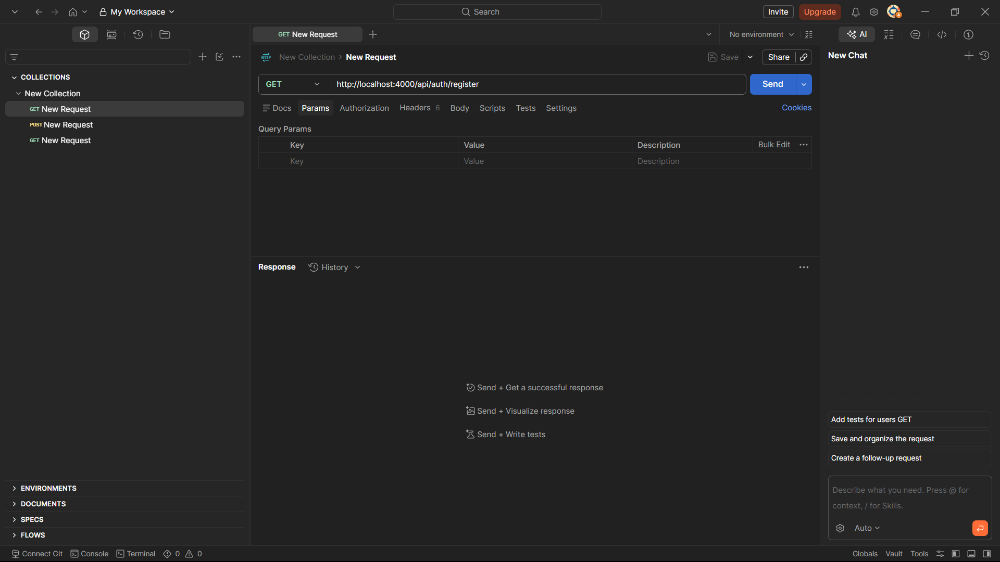 My Workspace
Search
Invite
Upgrade
GET New Request
No environment
AI
New Collection > New Request
Save
Share
New Chat
COLLECTIONS
New Collection
GET New Request
POST New Request
GET New Request
GET
http://localhost:4000/api/auth/register
Send
Docs
Params
Authorization
Headers 6
Body
Scripts
Tests
Settings
Cookies
Query Params
Key
Value
Description
Bulk Edit
Key
Value
Description
Response
History
Send + Get a successful response
Send + Visualize response
Send + Write tests
Add tests for users GET
Save and organize the request
Create a follow-up request
Describe what you need. Press @ for
context, / for Skills.
Auto
ENVIRONMENTS
DOCUMENTS
SPECS
FLOWS
Connect Git
Console
Terminal
0
0
Globals
Vault
Tools